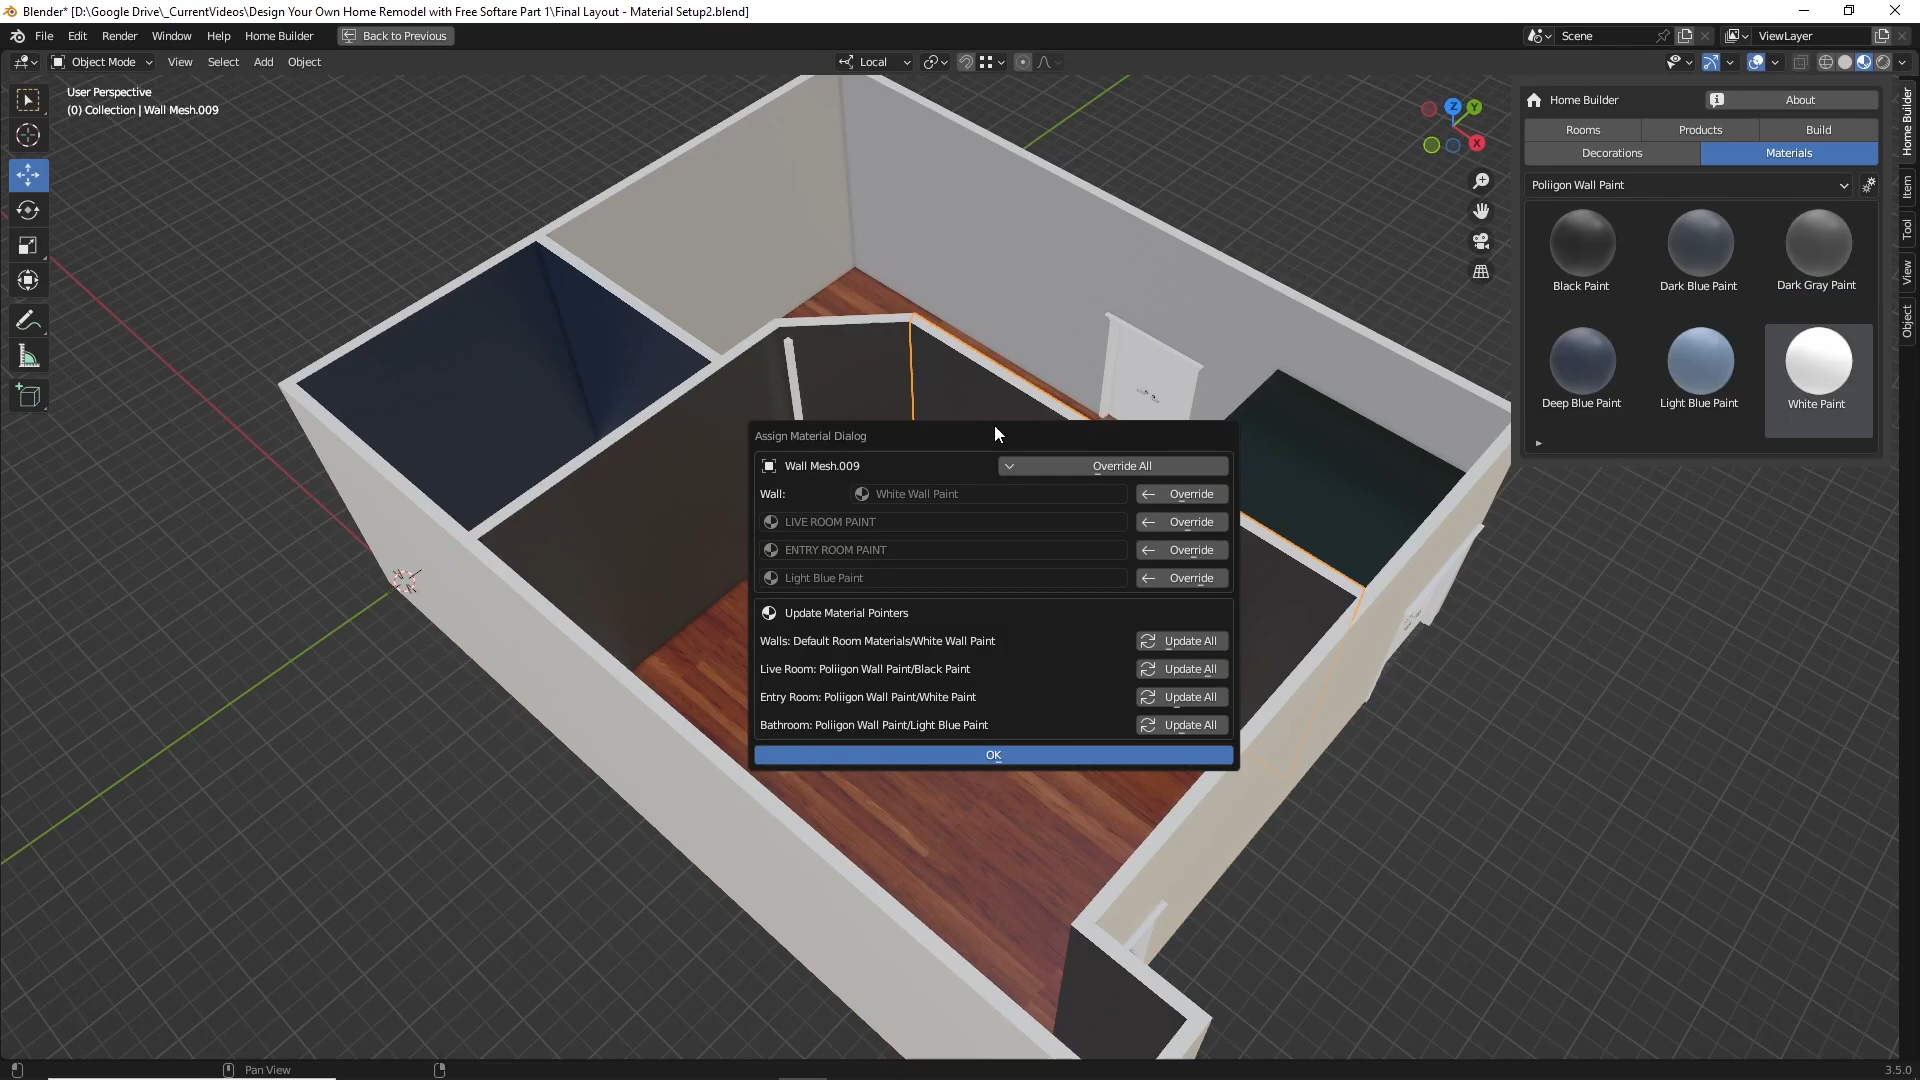 Blender* [D:\Google Drive\_CurrentVideos\Design Your Own Home Remodel with Free Softare Part 1\Final Layout - Material Setup2.blend]
File Edit Render Window Help Home Builder Back to Previous Scene ViewLayer
Object Mode View Select Add Object Local
User Perspective
(0) Collection | Wall Mesh.009
Z Y
X
Home Builder About
Rooms Products Build
Decorations Materials
Poliigon Wall Paint
Black Paint Dark Blue Paint Dark Gray Paint
Deep Blue Paint Light Blue Paint White Paint
Home Builder
Item
Tool
View
Object
Assign Material Dialog
Wall Mesh.009 Override All
Wall: White Wall Paint Override
LIVE ROOM PAINT Override
ENTRY ROOM PAINT Override
Light Blue Paint Override
Update Material Pointers
Walls: Default Room Materials/White Wall Paint Update All
Live Room: Poliigon Wall Paint/Black Paint Update All
Entry Room: Poliigon Wall Paint/White Paint Update All
Bathroom: Poliigon Wall Paint/Light Blue Paint Update All
OK
Pan View 3.5.0